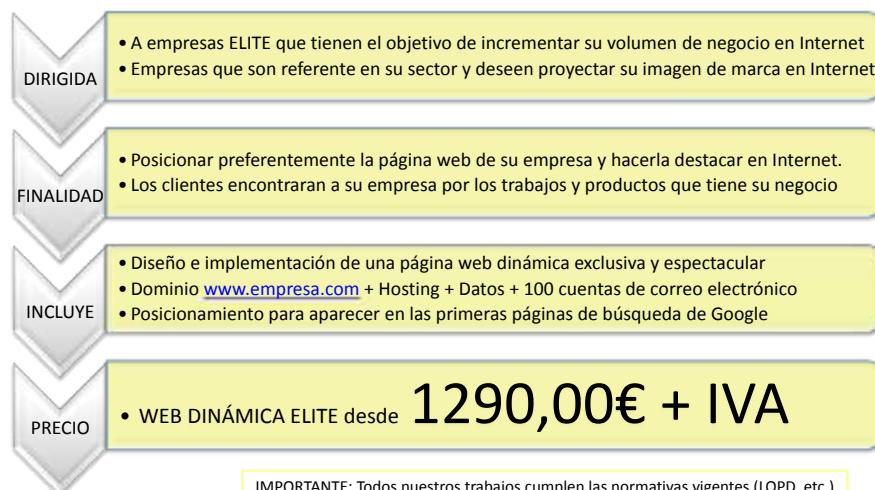 DIRIGIDA
• A empresas ELITE que tienen el objetivo de incrementar su volumen de negocio en Internet
• Empresas que son referente en su sector y deseen proyectar su imagen de marca en Internet
FINALIDAD
• Posicionar preferentemente la página web de su empresa y hacerla destacar en Internet.
• Los clientes encontraran a su empresa por los trabajos y productos que tiene su negocio
INCLUYE
• Diseño e implementación de una página web dinámica exclusiva y espectacular
• Dominio www.empresa.com + Hosting + Datos + 100 cuentas de correo electrónico
• Posicionamiento para aparecer en las primeras páginas de búsqueda de Google
PRECIO
• WEB DINÁMICA ELITE desde 1290,00€ + IVA
IMPORTANTE: Todos nuestros trabajos cumplen las normativas vigentes (LOPD, etc.)